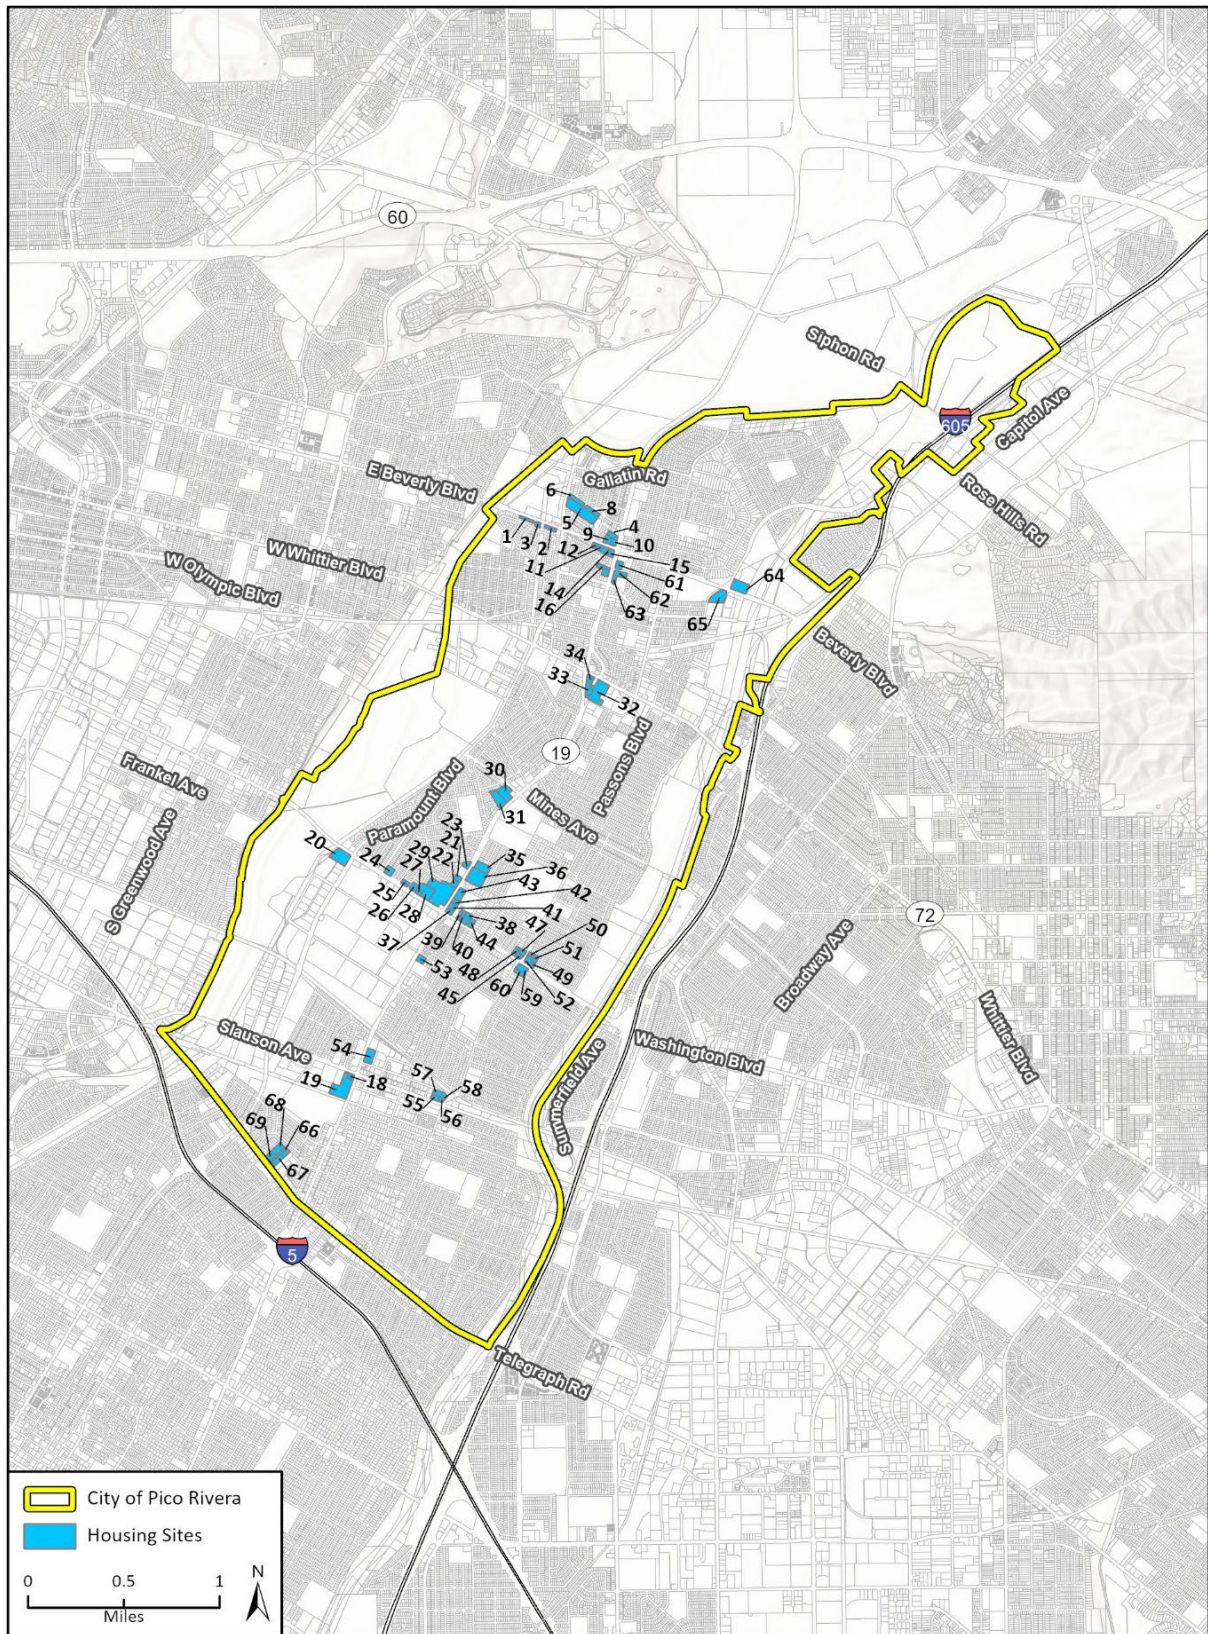 60
Siphon Rd
605
Capitol Ave
Gallatin Rd
E Beverly Blvd
Rose Hills Rd
6
8
5
4
1
3
2
9
10
12
11
15
W Whittier Blvd
W Olympic Blvd
14
61
64
16
62
63
65
Beverly Blvd
34
33
32
19
Passons Blvd
Frankel Ave
Paramount Blvd
30
31
Mines Ave
S Greenwood Ave
20
23
21
35
24
29
22
36
27
43
42
25
26
28
41
50
37
38
47
51
39
40
44
72
53
48
49
45
60
59
52
Broadway Ave
Whittier Blvd
Slauson Ave
54
Washington Blvd
Summerfield Ave
19
18
57
58
55
56
68
69
66
67
5
Telegraph Rd
City of Pico Rivera
Housing Sites
0 0.5 1
Miles
N